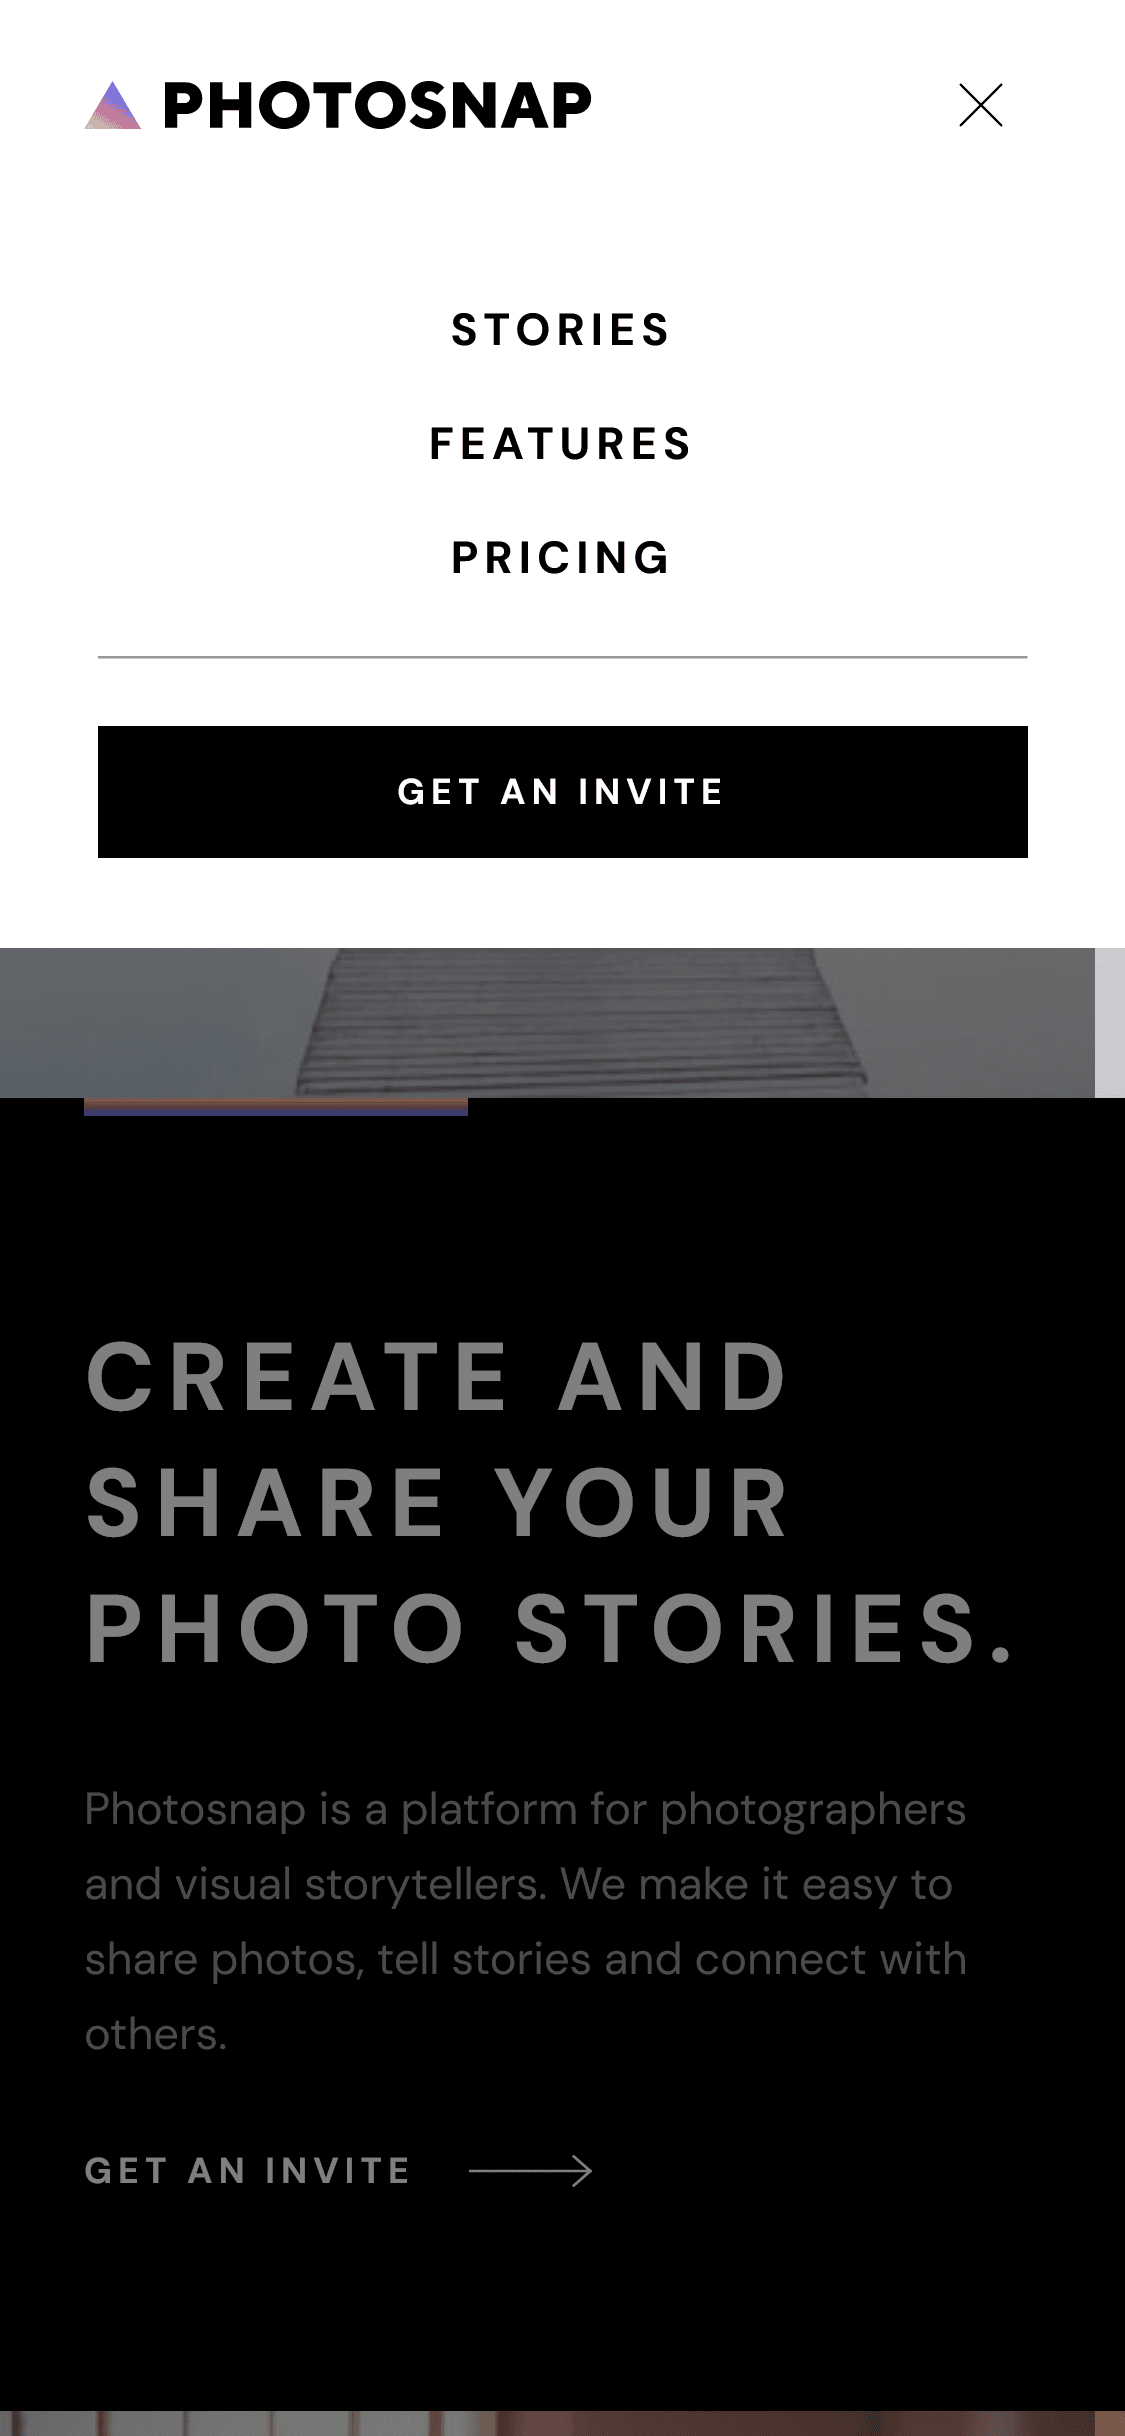 PHOTOSNAP
STORIES
FEATURES
PRICING
GET AN INVITE
CREATE AND
SHARE YOUR
PHOTO STORIES.
Photosnap is a platform for photographers
and visual storytellers. We make it easy to
share photos, tell stories and connect with
others.
GET AN INVITE